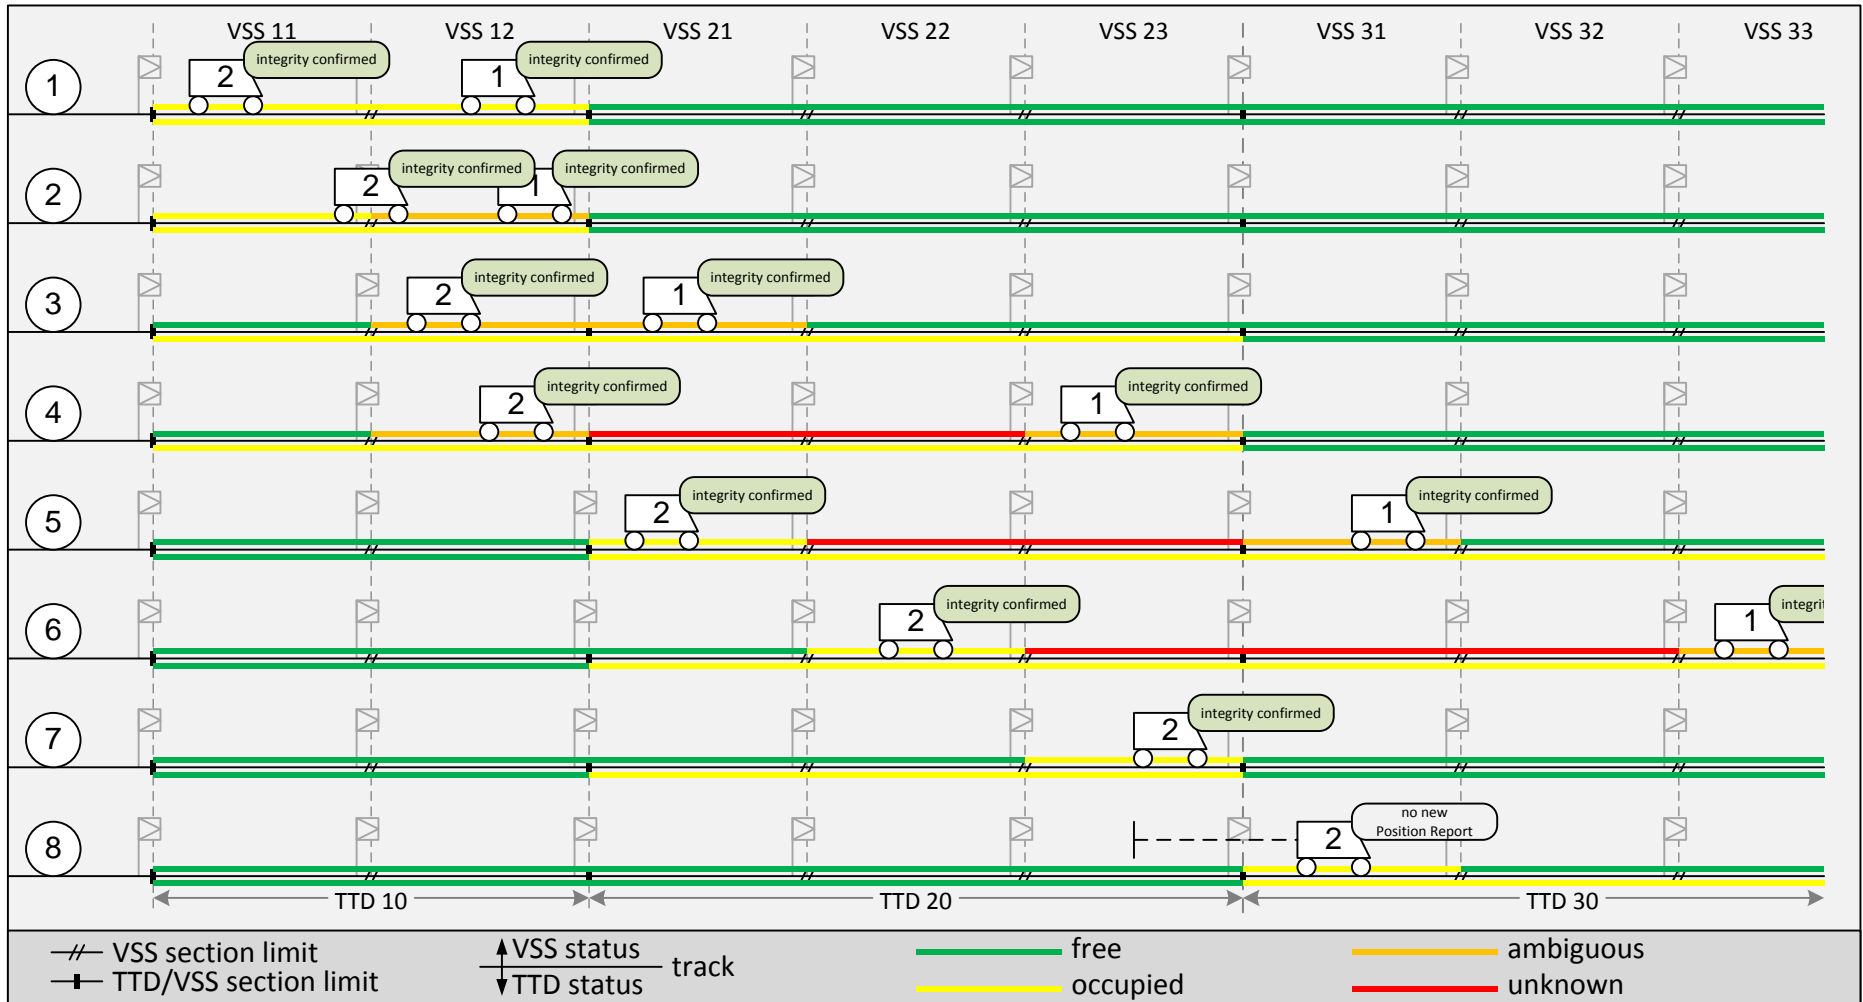 VSS 11 VSS 12 VSS 21 VSS 22 VSS 23 VSS 31 VSS 32 VSS 33
1 2 integrity confirmed 1 integrity confirmed
2 2 integrity confirmed 1 integrity confirmed
3 2 integrity confirmed 1 integrity confirmed
4 2 integrity confirmed 1 integrity confirmed
5 2 integrity confirmed 1 integrity confirmed
6 2 integrity confirmed 1 integrit
7 2 integrity confirmed
8 2 no new
Position Report
TTD 10 TTD 20 TTD 30
VSS section limit VSS status track free ambiguous
TTD/VSS section limit TTD status occupied unknown